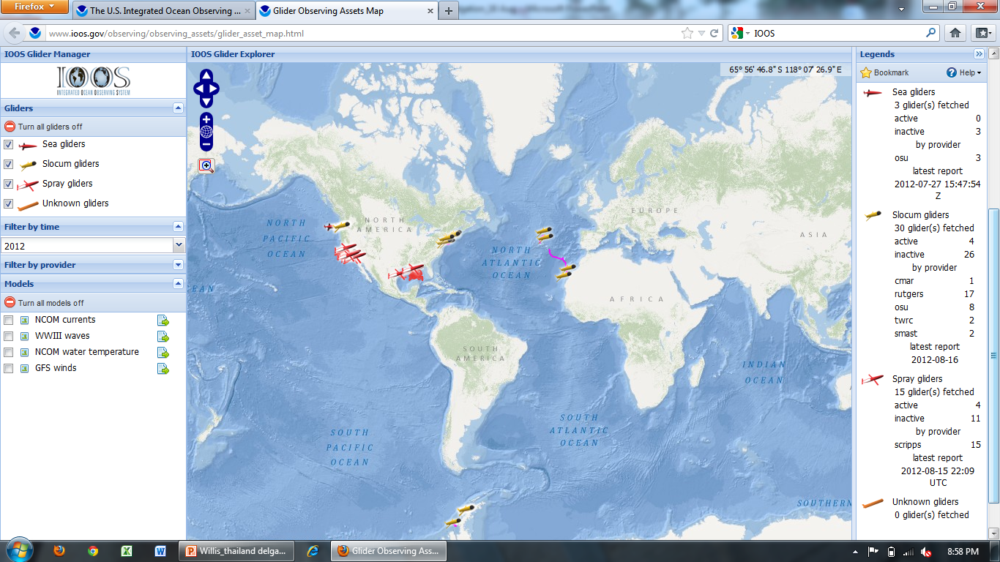 Firefox
The U.S. Integrated Ocean Observing ...
Glider Observing Assets Map
www.ioos.gov/observing/observing_assets/glider_asset_map.html
IOOS
IOOS Glider Manager
IOOS
INTEGRATED OCEAN OBSERVING SYSTEM
Gliders
Turn all gliders off
Sea gliders
Slocum gliders
Spray gliders
Unknown gliders
Filter by time
2012
Filter by provider
Models
Turn all models off
NCOM currents
WWIII waves
NCOM water temperature
GFS winds
IOOS Glider Explorer
65° 56' 46.8" S 118° 07' 26.9" E
NORTH
PACIFIC
OCEAN
NORTH
AMERICA
EUROPE
ASIA
NORTH
ATLANTIC
OCEAN
EAN
AFRICA
SOUTH
AMERICA
INDIAN
OCEAN
SOUTH
PACIFIC
OCEAN
SOUTH
ATLANTIC
OCEAN
SOUTHERN
Legends
Bookmark
Help
Sea gliders
3 glider(s) fetched
active 0
inactive 3
by provider
osu 3
latest report
2012-07-27 15:47:54
Z
Slocum gliders
30 glider(s) fetched
active 4
inactive 26
by provider
cmar 1
rutgers 17
osu 8
twrc 2
smast 2
latest report
2012-08-16
Spray gliders
15 glider(s) fetched
active 4
inactive 11
by provider
scripps 15
latest report
2012-08-15 22:09
UTC
Unknown gliders
0 glider(s) fetched
Willis_thailand delga...
Glider Observing Ass...
8:58 PM